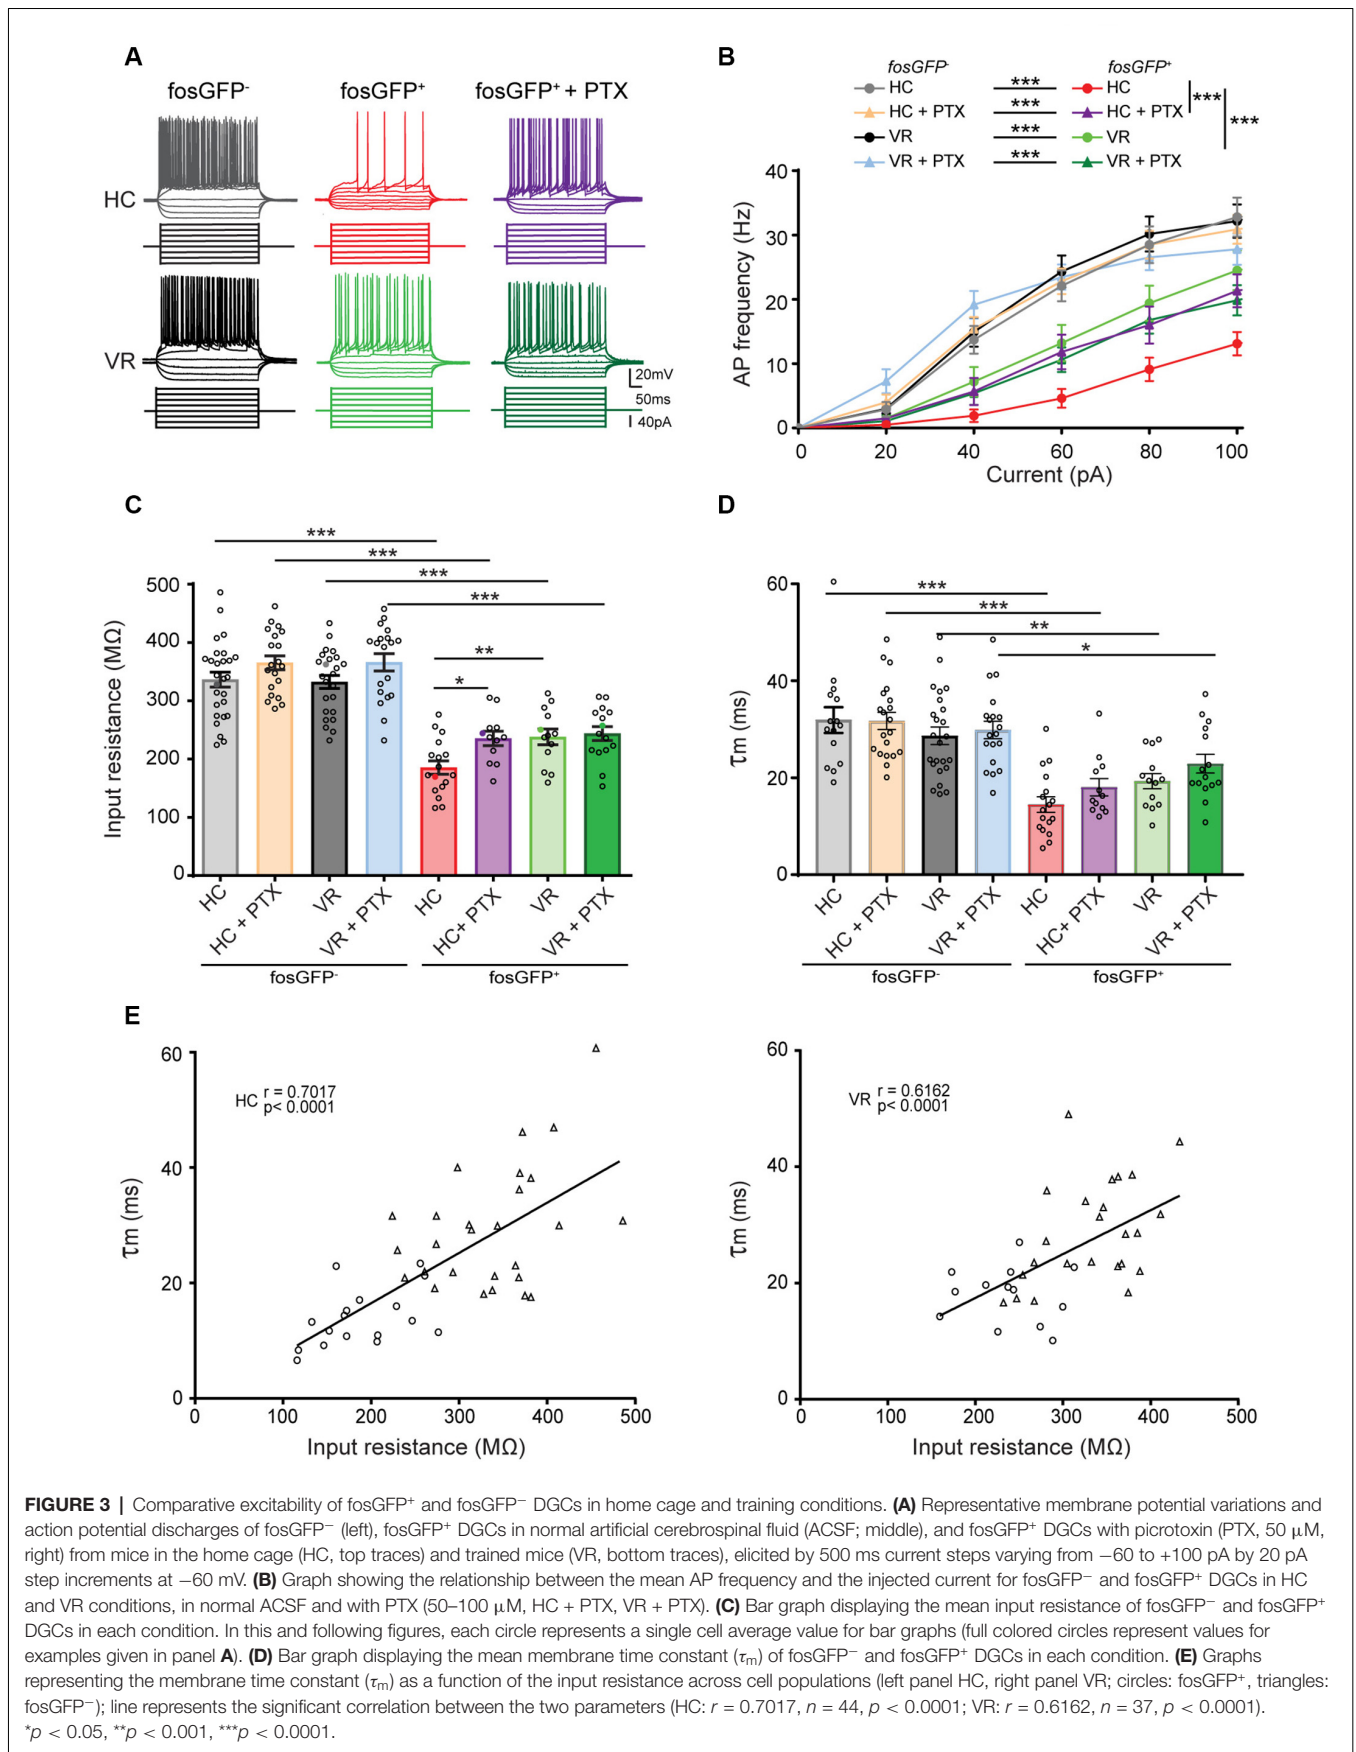 A
fosGFP-
fosGFP+
fosGFP+ + PTX
HC
VR
20mV
50ms
40pA
B
fosGFP-
fosGFP+
HC
***
HC
HC + PTX
***
HC + PTX
VR
***
VR
VR + PTX
***
VR + PTX
***
***
AP frequency (Hz)
40
30
20
10
0
0 20 40 60 80 100
Current (pA)
C
***
***
***
***
**
*
Input resistance (MΩ)
500
400
300
200
100
0
HC
HC + PTX
VR
VR + PTX
HC
HC+ PTX
VR
VR + PTX
fosGFP-
fosGFP+
D
***
***
**
*
τm (ms)
60
40
20
0
HC
HC + PTX
VR
VR + PTX
HC
HC+ PTX
VR
VR + PTX
fosGFP-
fosGFP+
E
HC r = 0.7017
p< 0.0001
τm (ms)
60
40
20
0
0 100 200 300 400 500
Input resistance (MΩ)
VR r = 0.6162
p< 0.0001
τm (ms)
60
40
20
0
0 100 200 300 400 500
Input resistance (MΩ)
FIGURE 3 | Comparative excitability of fosGFP+ and fosGFP− DGCs in home cage and training conditions. (A) Representative membrane potential variations and
action potential discharges of fosGFP− (left), fosGFP+ DGCs in normal artificial cerebrospinal fluid (ACSF; middle), and fosGFP+ DGCs with picrotoxin (PTX, 50 μM,
right) from mice in the home cage (HC, top traces) and trained mice (VR, bottom traces), elicited by 500 ms current steps varying from −60 to +100 pA by 20 pA
step increments at −60 mV. (B) Graph showing the relationship between the mean AP frequency and the injected current for fosGFP− and fosGFP+ DGCs in HC
and VR conditions, in normal ACSF and with PTX (50–100 μM, HC + PTX, VR + PTX). (C) Bar graph displaying the mean input resistance of fosGFP− and fosGFP+
DGCs in each condition. In this and following figures, each circle represents a single cell average value for bar graphs (full colored circles represent values for
examples given in panel A). (D) Bar graph displaying the mean membrane time constant (τm) of fosGFP− and fosGFP+ DGCs in each condition. (E) Graphs
representing the membrane time constant (τm) as a function of the input resistance across cell populations (left panel HC, right panel VR; circles: fosGFP+, triangles:
fosGFP−); line represents the significant correlation between the two parameters (HC: r = 0.7017, n = 44, p < 0.0001; VR: r = 0.6162, n = 37, p < 0.0001).
*p < 0.05, **p < 0.001, ***p < 0.0001.